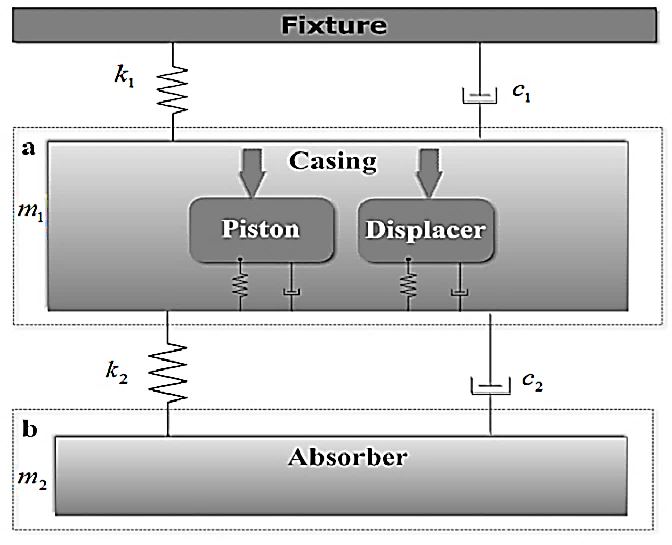 Fixture
k1
c1
a
Casing
m1
Piston
Displacer
k2
c2
b
Absorber
m2